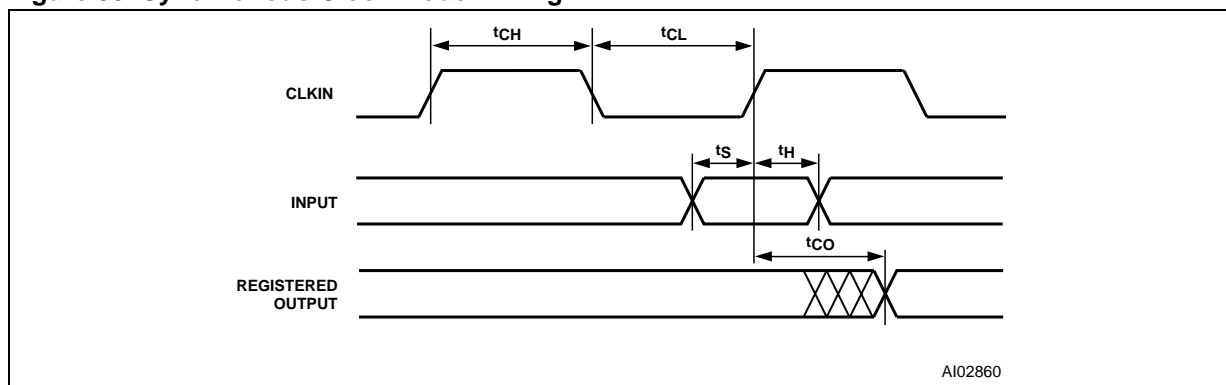 tCH
tCL
CLKIN
tS
tH
INPUT
tCO
REGISTERED
OUTPUT
AI02860